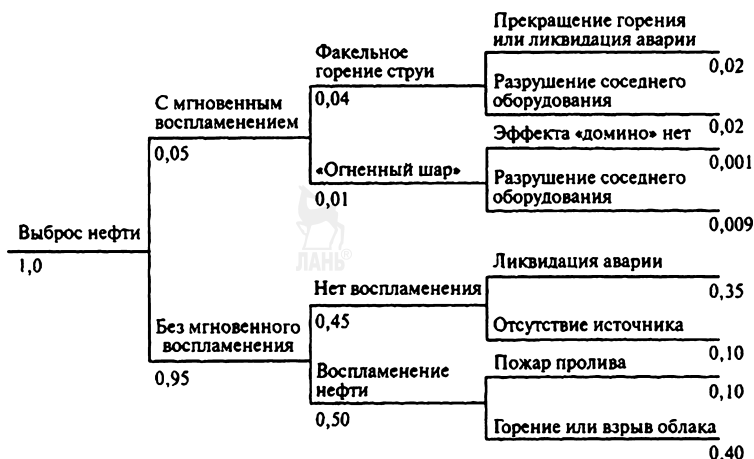 Прекращение горения
или ликвидация аварии
0,02
Факельное
горение струи
0,04
Разрушение соседнего
оборудования
0,02
С мгновенным
воспламенением
0,05
Эффекта «домино» нет
0,001
«Огненный шар»
0,01
Разрушение соседнего
оборудования
0,009
Выброс нефти
1,0
ЛАНЬ®
Ликвидация аварии
0,35
Нет воспламенения
0,45
Отсутствие источника
0,10
Без мгновенного
воспламенения
0,95
Пожар пролива
0,10
Воспламенение
нефти
0,50
Горение или взрыв облака
0,40